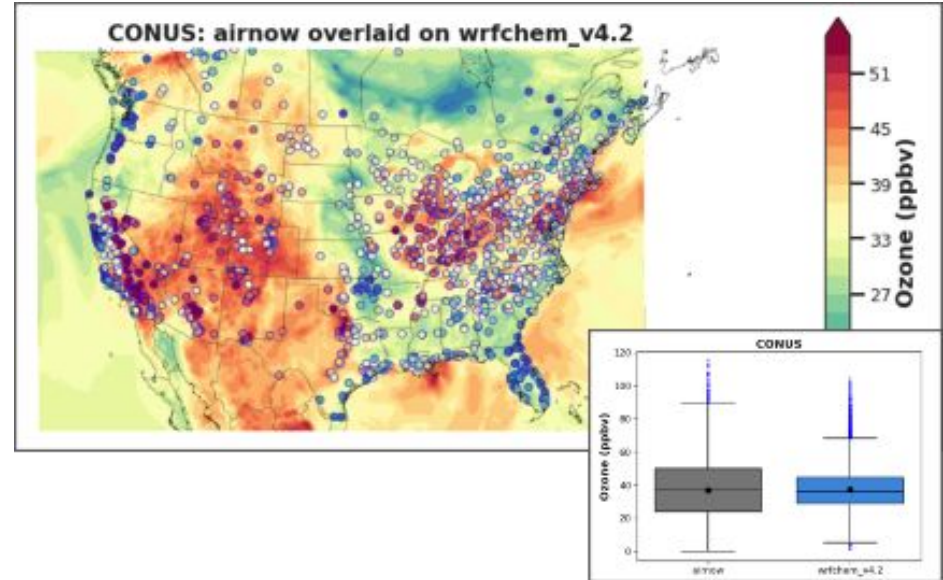 CONUS: airnow overlaid on wrfchem_v4.2
51
45
39
33
27
Ozone (ppbv)
CONUS
120
100
80
60
40
20
0
Ozone (ppbv)
airnow
wrfchem_v4.2